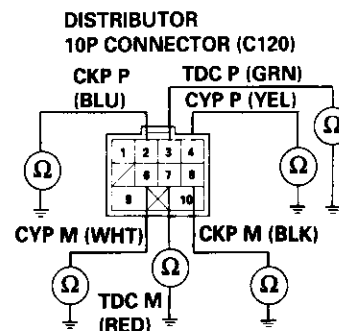 DISTRIBUTOR
10P CONNECTOR (C120)
CKP P
(BLU)
TDC P (GRN)
CYP P (YEL)
Ω
Ω
Ω
1 2 3 4
6 7 8
9 10
CYP M (WHT)
CKP M (BLK)
Ω
Ω
Ω
TDC M
(RED)